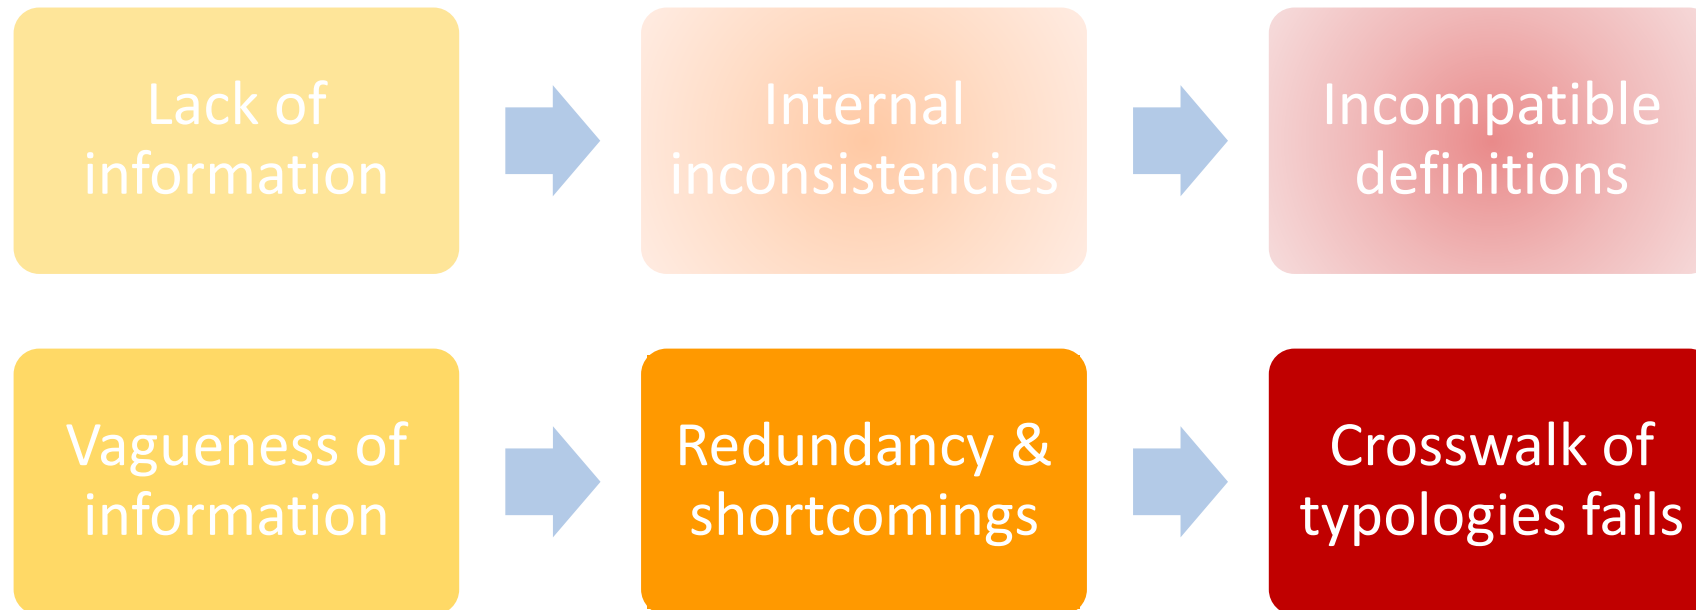 Lack of
information
Internal
inconsistencies
Incompatible
definitions
Vagueness of
information
Redundancy &
shortcomings
Crosswalk of
typologies fails